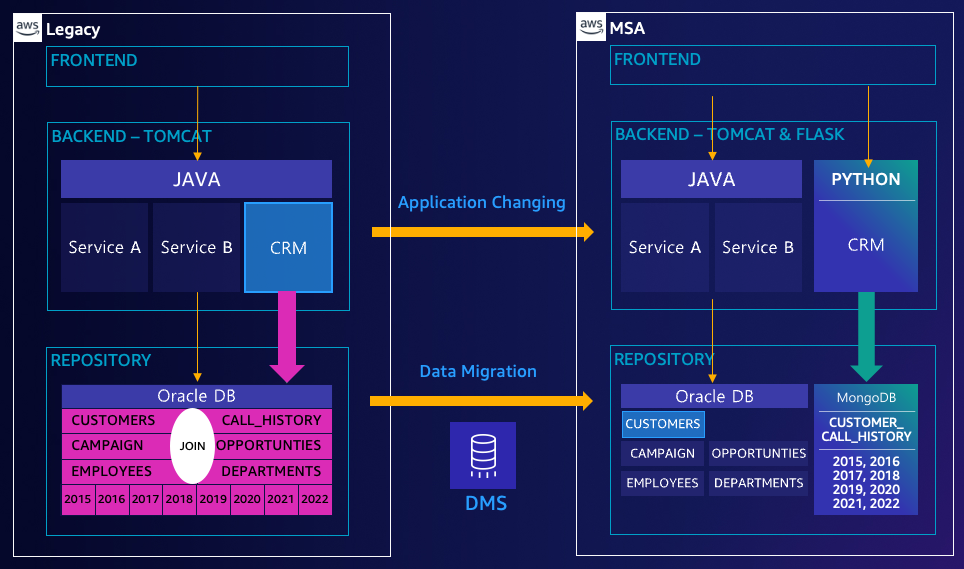 aws
Legacy
FRONTEND
BACKEND – TOMCAT
JAVA
Service A
Service B
CRM
REPOSITORY
Oracle DB
CUSTOMERS
CALL_HISTORY
CAMPAIGN
JOIN
OPPORTUNTIES
EMPLOYEES
DEPARTMENTS
2015
2016
2017
2018
2019
2020
2021
2022
Application Changing
Data Migration
DMS
aws
MSA
FRONTEND
BACKEND – TOMCAT & FLASK
JAVA
Service A
Service B
PYTHON
CRM
REPOSITORY
Oracle DB
CUSTOMERS
CAMPAIGN
OPPORTUNTIES
EMPLOYEES
DEPARTMENTS
MongoDB
CUSTOMER_
CALL_HISTORY
2015, 2016
2017, 2018
2019, 2020
2021, 2022